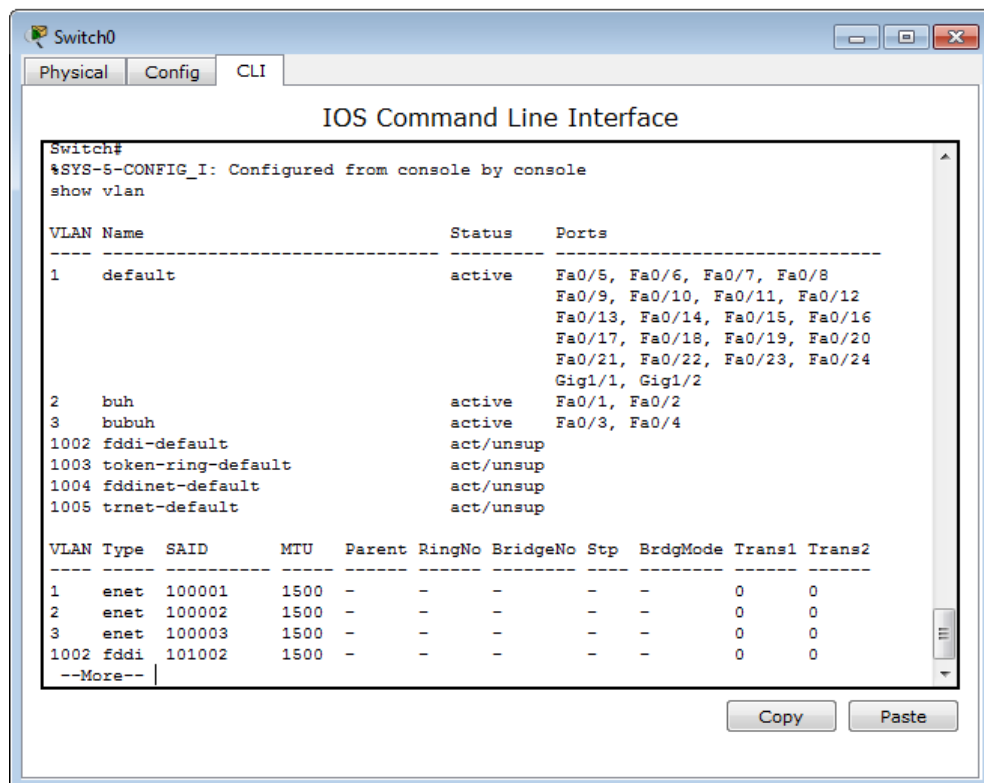 Switch0
Physical Config CLI
IOS Command Line Interface
Switch#
%SYS-5-CONFIG_I: Configured from console by console
show vlan
VLAN Name                             Status    Ports
---- -------------------------------- --------- -------------------------------
1    default                          active    Fa0/5, Fa0/6, Fa0/7, Fa0/8
                                                Fa0/9, Fa0/10, Fa0/11, Fa0/12
                                                Fa0/13, Fa0/14, Fa0/15, Fa0/16
                                                Fa0/17, Fa0/18, Fa0/19, Fa0/20
                                                Fa0/21, Fa0/22, Fa0/23, Fa0/24
                                                Gig1/1, Gig1/2
2    buh                              active    Fa0/1, Fa0/2
3    bubuh                            active    Fa0/3, Fa0/4
1002 fddi-default                     act/unsup
1003 token-ring-default               act/unsup
1004 fddinet-default                  act/unsup
1005 trnet-default                    act/unsup
VLAN Type  SAID       MTU   Parent RingNo BridgeNo Stp  BrdgMode Trans1 Trans2
---- ----- ---------- ----- ------ ------ -------- ---- -------- ------ ------
1    enet  100001     1500  -      -      -        -    -        0      0
2    enet  100002     1500  -      -      -        -    -        0      0
3    enet  100003     1500  -      -      -        -    -        0      0
1002 fddi  101002     1500  -      -      -        -    -        0      0
 --More--
Copy Paste